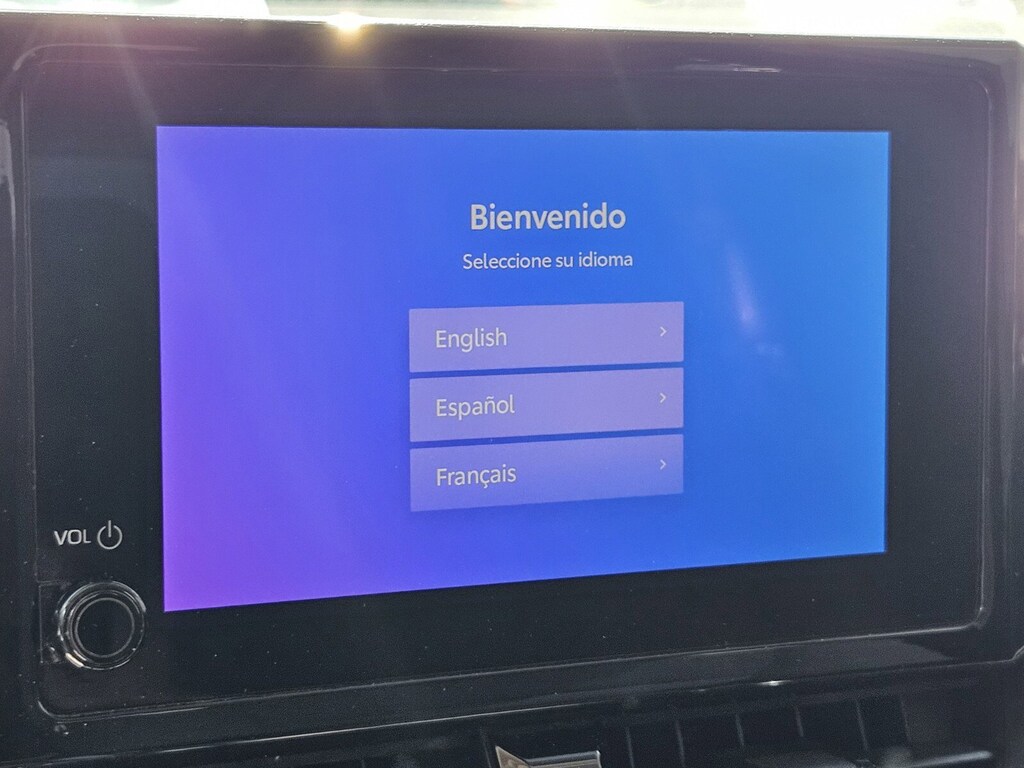 Bienvenido
Seleccione su idioma
English
Español
Français
VOL